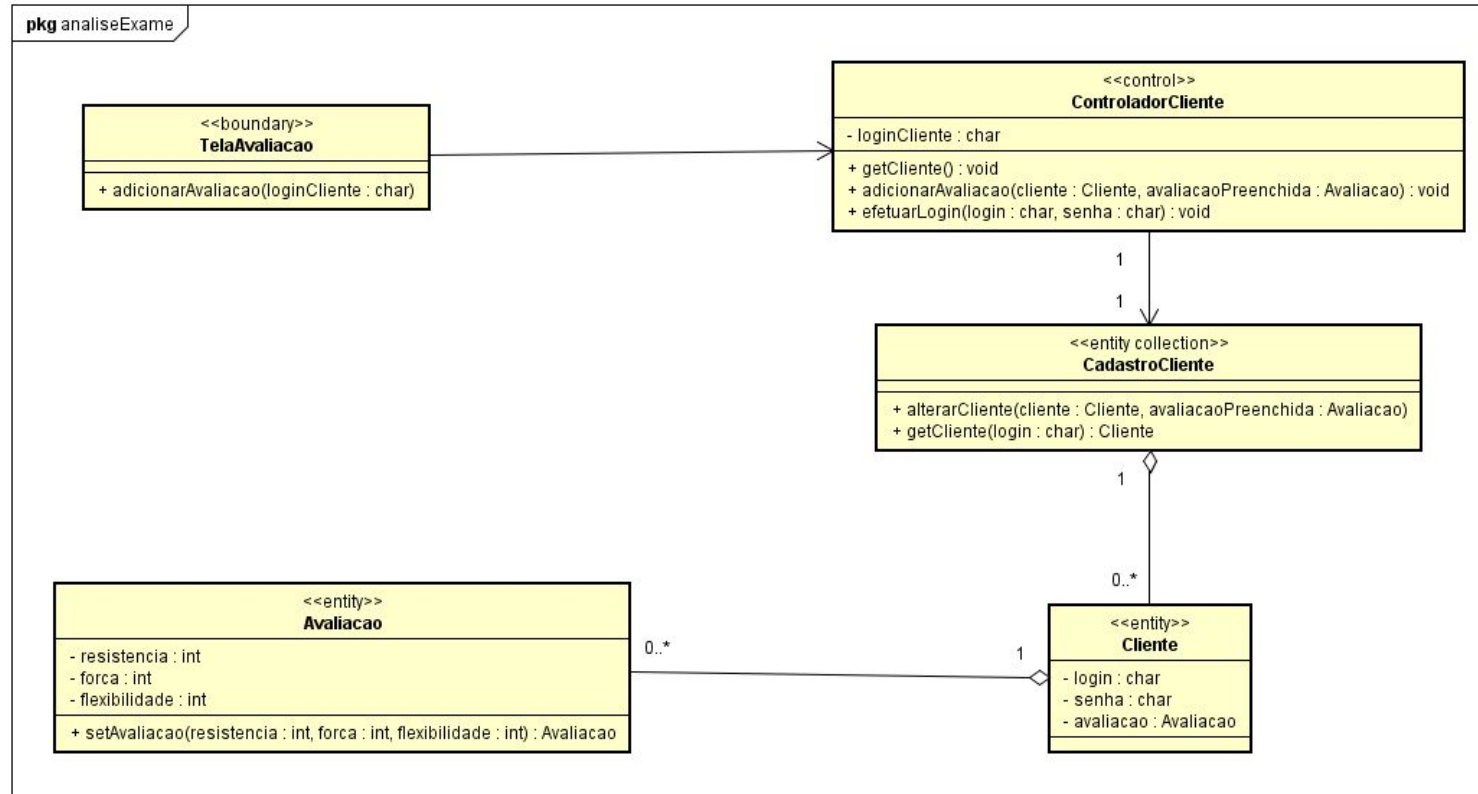 pkg analiseExame
<<boundary>>
TelaAvaliacao
+ adicionarAvaliacao(loginCliente : char)
<<control>>
ControladorCliente
- loginCliente : char
+ getCliente() : void
+ adicionarAvaliacao(cliente : Cliente, avaliacaoPreenchida : Avaliacao) : void
+ efetuarLogin(login : char, senha : char) : void
1
1
<<entity collection>>
CadastroCliente
+ alterarCliente(cliente : Cliente, avaliacaoPreenchida : Avaliacao)
+ getCliente(login : char) : Cliente
1
0..*
<<entity>>
Avaliacao
- resistencia : int
- forca : int
- flexibilidade : int
+ setAvaliacao(resistencia : int, forca : int, flexibilidade : int) : Avaliacao
0..*
1
<<entity>>
Cliente
- login : char
- senha : char
- avaliacao : Avaliacao